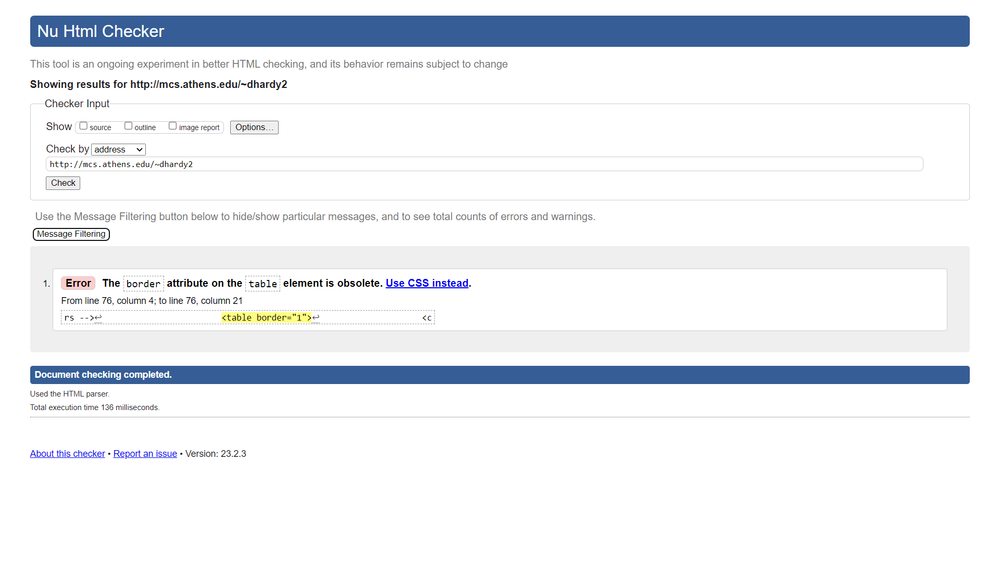 Nu Html Checker
This tool is an ongoing experiment in better HTML checking, and its behavior remains subject to change
Showing results for http://mcs.athens.edu/~dhardy2
Checker Input
Show source outline image report Options...
Check by address
http://mcs.athens.edu/~dhardy2
Check
Use the Message Filtering button below to hide/show particular messages, and to see total counts of errors and warnings.
Message Filtering
1. Error The border attribute on the table element is obsolete. Use CSS instead.
From line 76, column 4; to line 76, column 21
rs -->↩ <table border="1">↩ <c
Document checking completed.
Used the HTML parser.
Total execution time 136 milliseconds.
About this checker • Report an issue • Version: 23.2.3